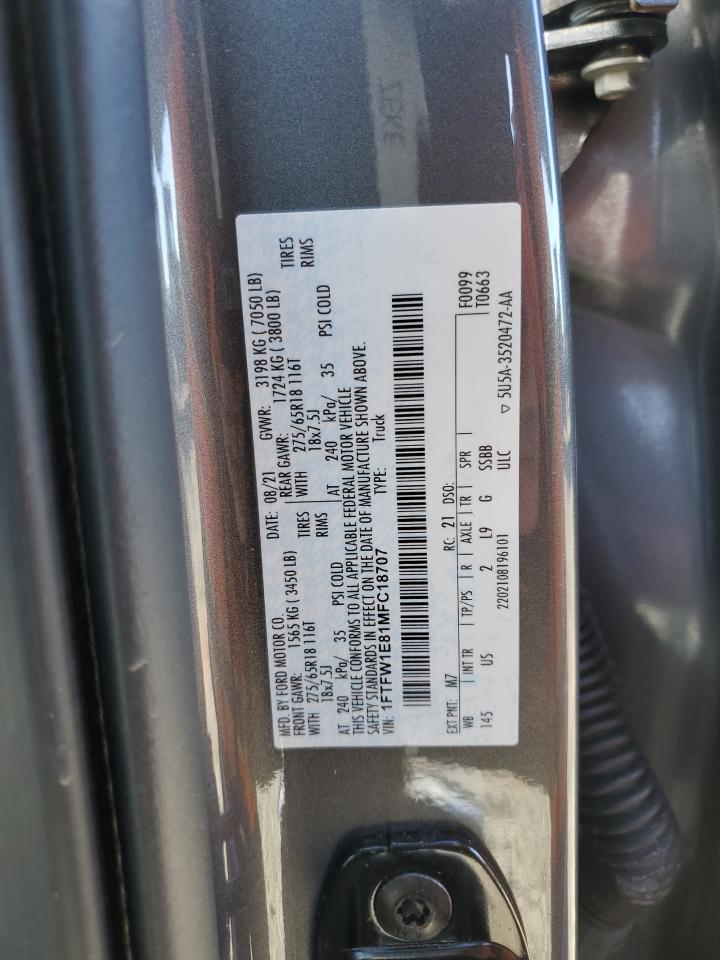 MFD. BY FORD MOTOR CO.
DATE: 08/21 GVWR: 3198 KG ( 7050 LB)
FRONT GAWR: 1565 KG ( 3450 LB) REAR GAWR: 1724 KG ( 3800 LB)
WITH 275/65R18 116T TIRES WITH 275/65R18 116T TIRES
18x7.5J RIMS 18x7.5J RIMS
AT 240 kPa/ 35 PSI COLD AT 240 kPa/ 35 PSI COLD
THIS VEHICLE CONFORMS TO ALL APPLICABLE FEDERAL MOTOR VEHICLE
SAFETY STANDARDS IN EFFECT ON THE DATE OF MANUFACTURE SHOWN ABOVE.
VIN: 1FTFW1E81MFC18707 TYPE: Truck
EXT PNT: M7 RC: 21 DSO: F0099
WB INT TR TP/PS R AXLE TR SPR T0663
145 US 2 L9 G SSBB
2202108196101 ULC ▽ 5U5A-3520472-AA